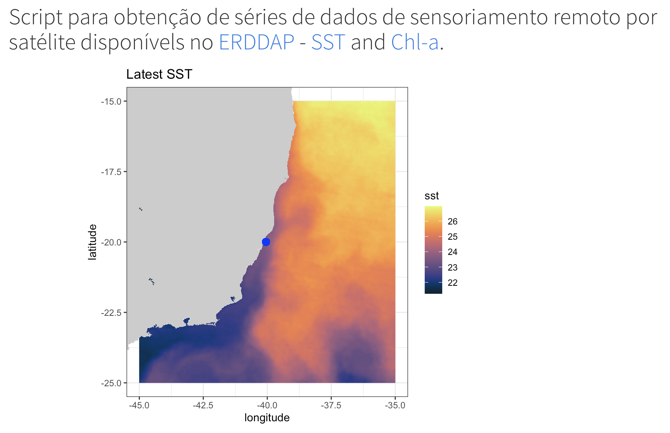 Script para obtenção de séries de dados de sensoriamento remoto por
satélite disponívels no ERDDAP - SST and Chl-a.
Latest SST
-15.0
-17.5
-20.0
-22.5
-25.0
latitude
-45.0 -42.5 -40.0 -37.5 -35.0
longitude
sst
26
25
24
23
22